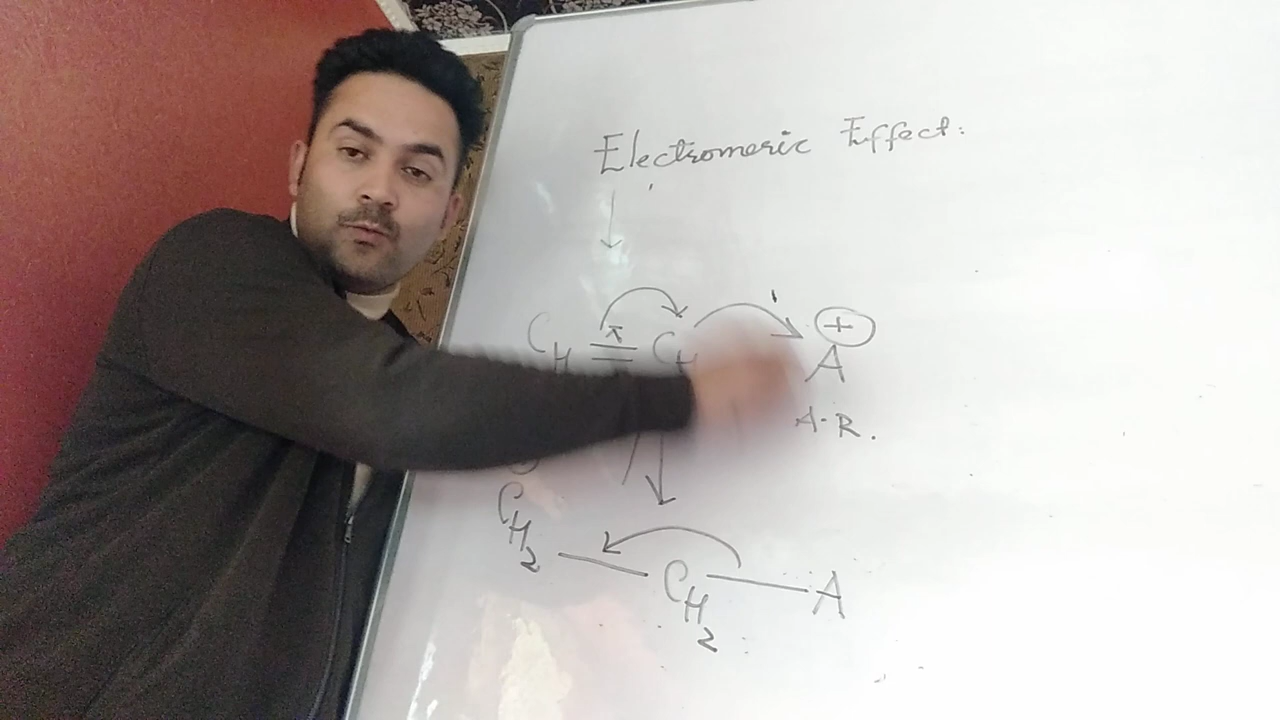 Electromeric Effect:
π +
CH = CH A
A.R.
CH2 — CH2 — A